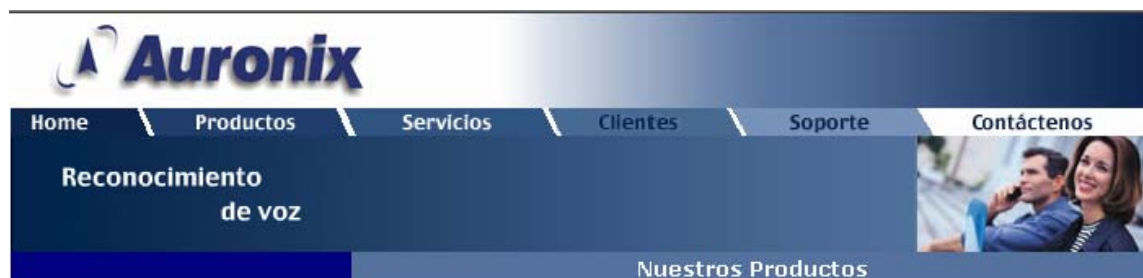 Auronix
Home Productos Servicios Clientes Soporte Contáctenos
Reconocimiento
de voz
Nuestros Productos